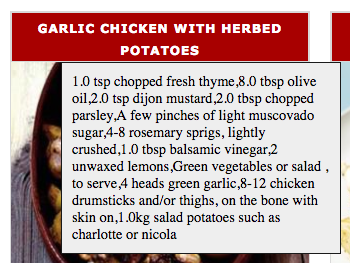 GARLIC CHICKEN WITH HERBED
POTATOES
1.0 tsp chopped fresh thyme,8.0 tbsp olive
oil,2.0 tsp dijon mustard,2.0 tbsp chopped
parsley,A few pinches of light muscovado
sugar,4-8 rosemary sprigs, lightly
crushed,1.0 tbsp balsamic vinegar,2
unwaxed lemons,Green vegetables or salad ,
to serve,4 heads green garlic,8-12 chicken
drumsticks and/or thighs, on the bone with
skin on,1.0kg salad potatoes such as
charlotte or nicola